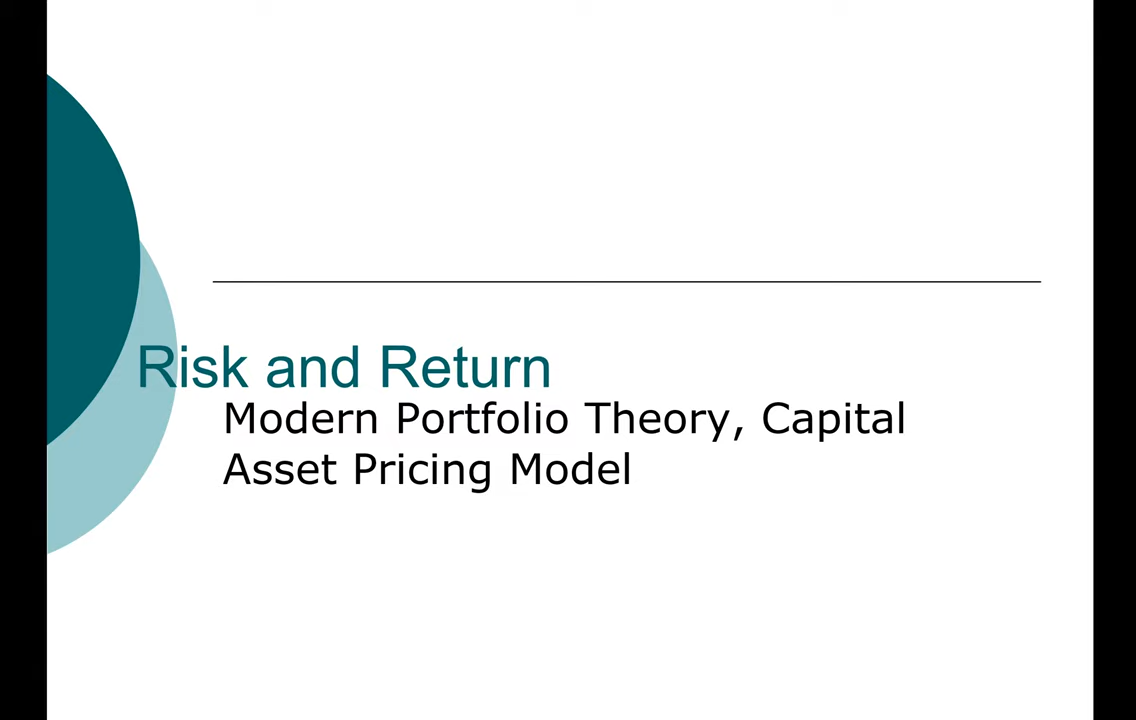 Risk and Return
Modern Portfolio Theory, Capital
Asset Pricing Model